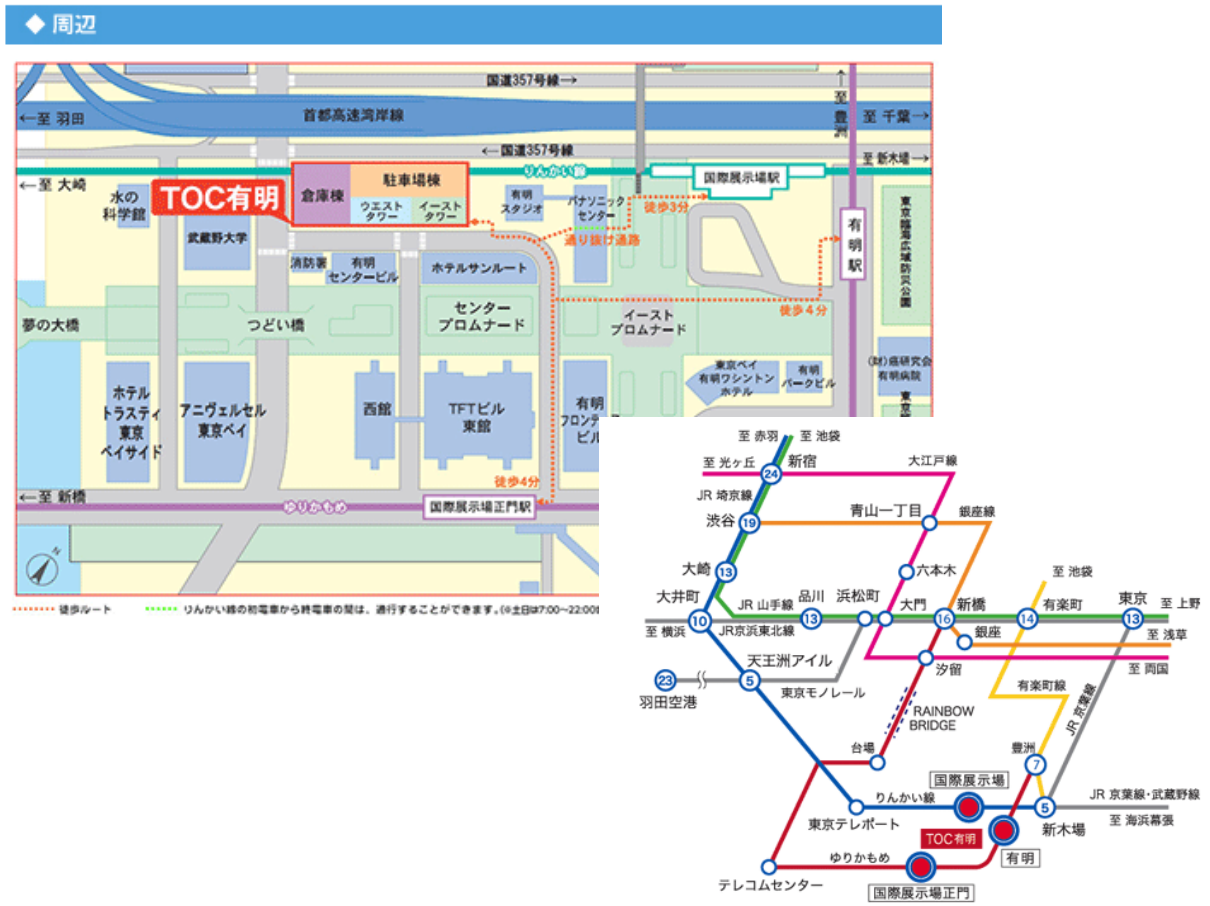 ◆ 周辺
国道357号線→
←至 羽田
首都高速湾岸線
←至 豊洲
至 千葉→
←国道357号線
至 新木場
←至 大崎
りんかい線
国際展示場駅
水の
科学館
TOC有明
倉庫棟
駐車場棟
ウエスト
タワー
イースト
タワー
有明
スタジオ
パナソニック
センター
徒歩3分
通り抜け通路
武蔵野大学
消防署
有明
センタービル
ホテルサンルート
有明駅
東京臨海広域防災公園
夢の大橋
つどい橋
センター
プロムナード
イースト
プロムナード
徒歩4分
ホテル
トラスティ
東京
ベイサイド
アニヴェルセル
東京ベイ
西館
TFTビル
東館
有明
フロンティア
ビル
東京ベイ
有明ワシントン
ホテル
有明
パークビル
(財)癌研究会
有明病院
東京
徒歩4分
←至 新橋
ゆりかもめ
国際展示場正門駅
N
徒歩ルート
りんかい線の初電車から終電車の間は、通行することができます。(※土日は7:00〜22:00
至 赤羽
至 池袋
至 光ヶ丘
24
新宿
大江戸線
JR 埼京線
渋谷
19
青山一丁目
銀座線
大崎
13
六本木
至 池袋
大井町
JR 山手線
品川
浜松町
大門
新橋
有楽町
東京
至 上野
10
13
16
14
13
至 横浜
JR京浜東北線
銀座
至 浅草
天王洲アイル
汐留
至 両国
23
5
羽田空港
東京モノレール
有楽町線
JR 京葉線
RAINBOW
BRIDGE
台場
豊洲
7
国際展示場
りんかい線
5
JR 京葉線・武蔵野線
東京テレポート
新木場
至 海浜幕張
TOC有明
有明
ゆりかもめ
テレコムセンター
国際展示場正門